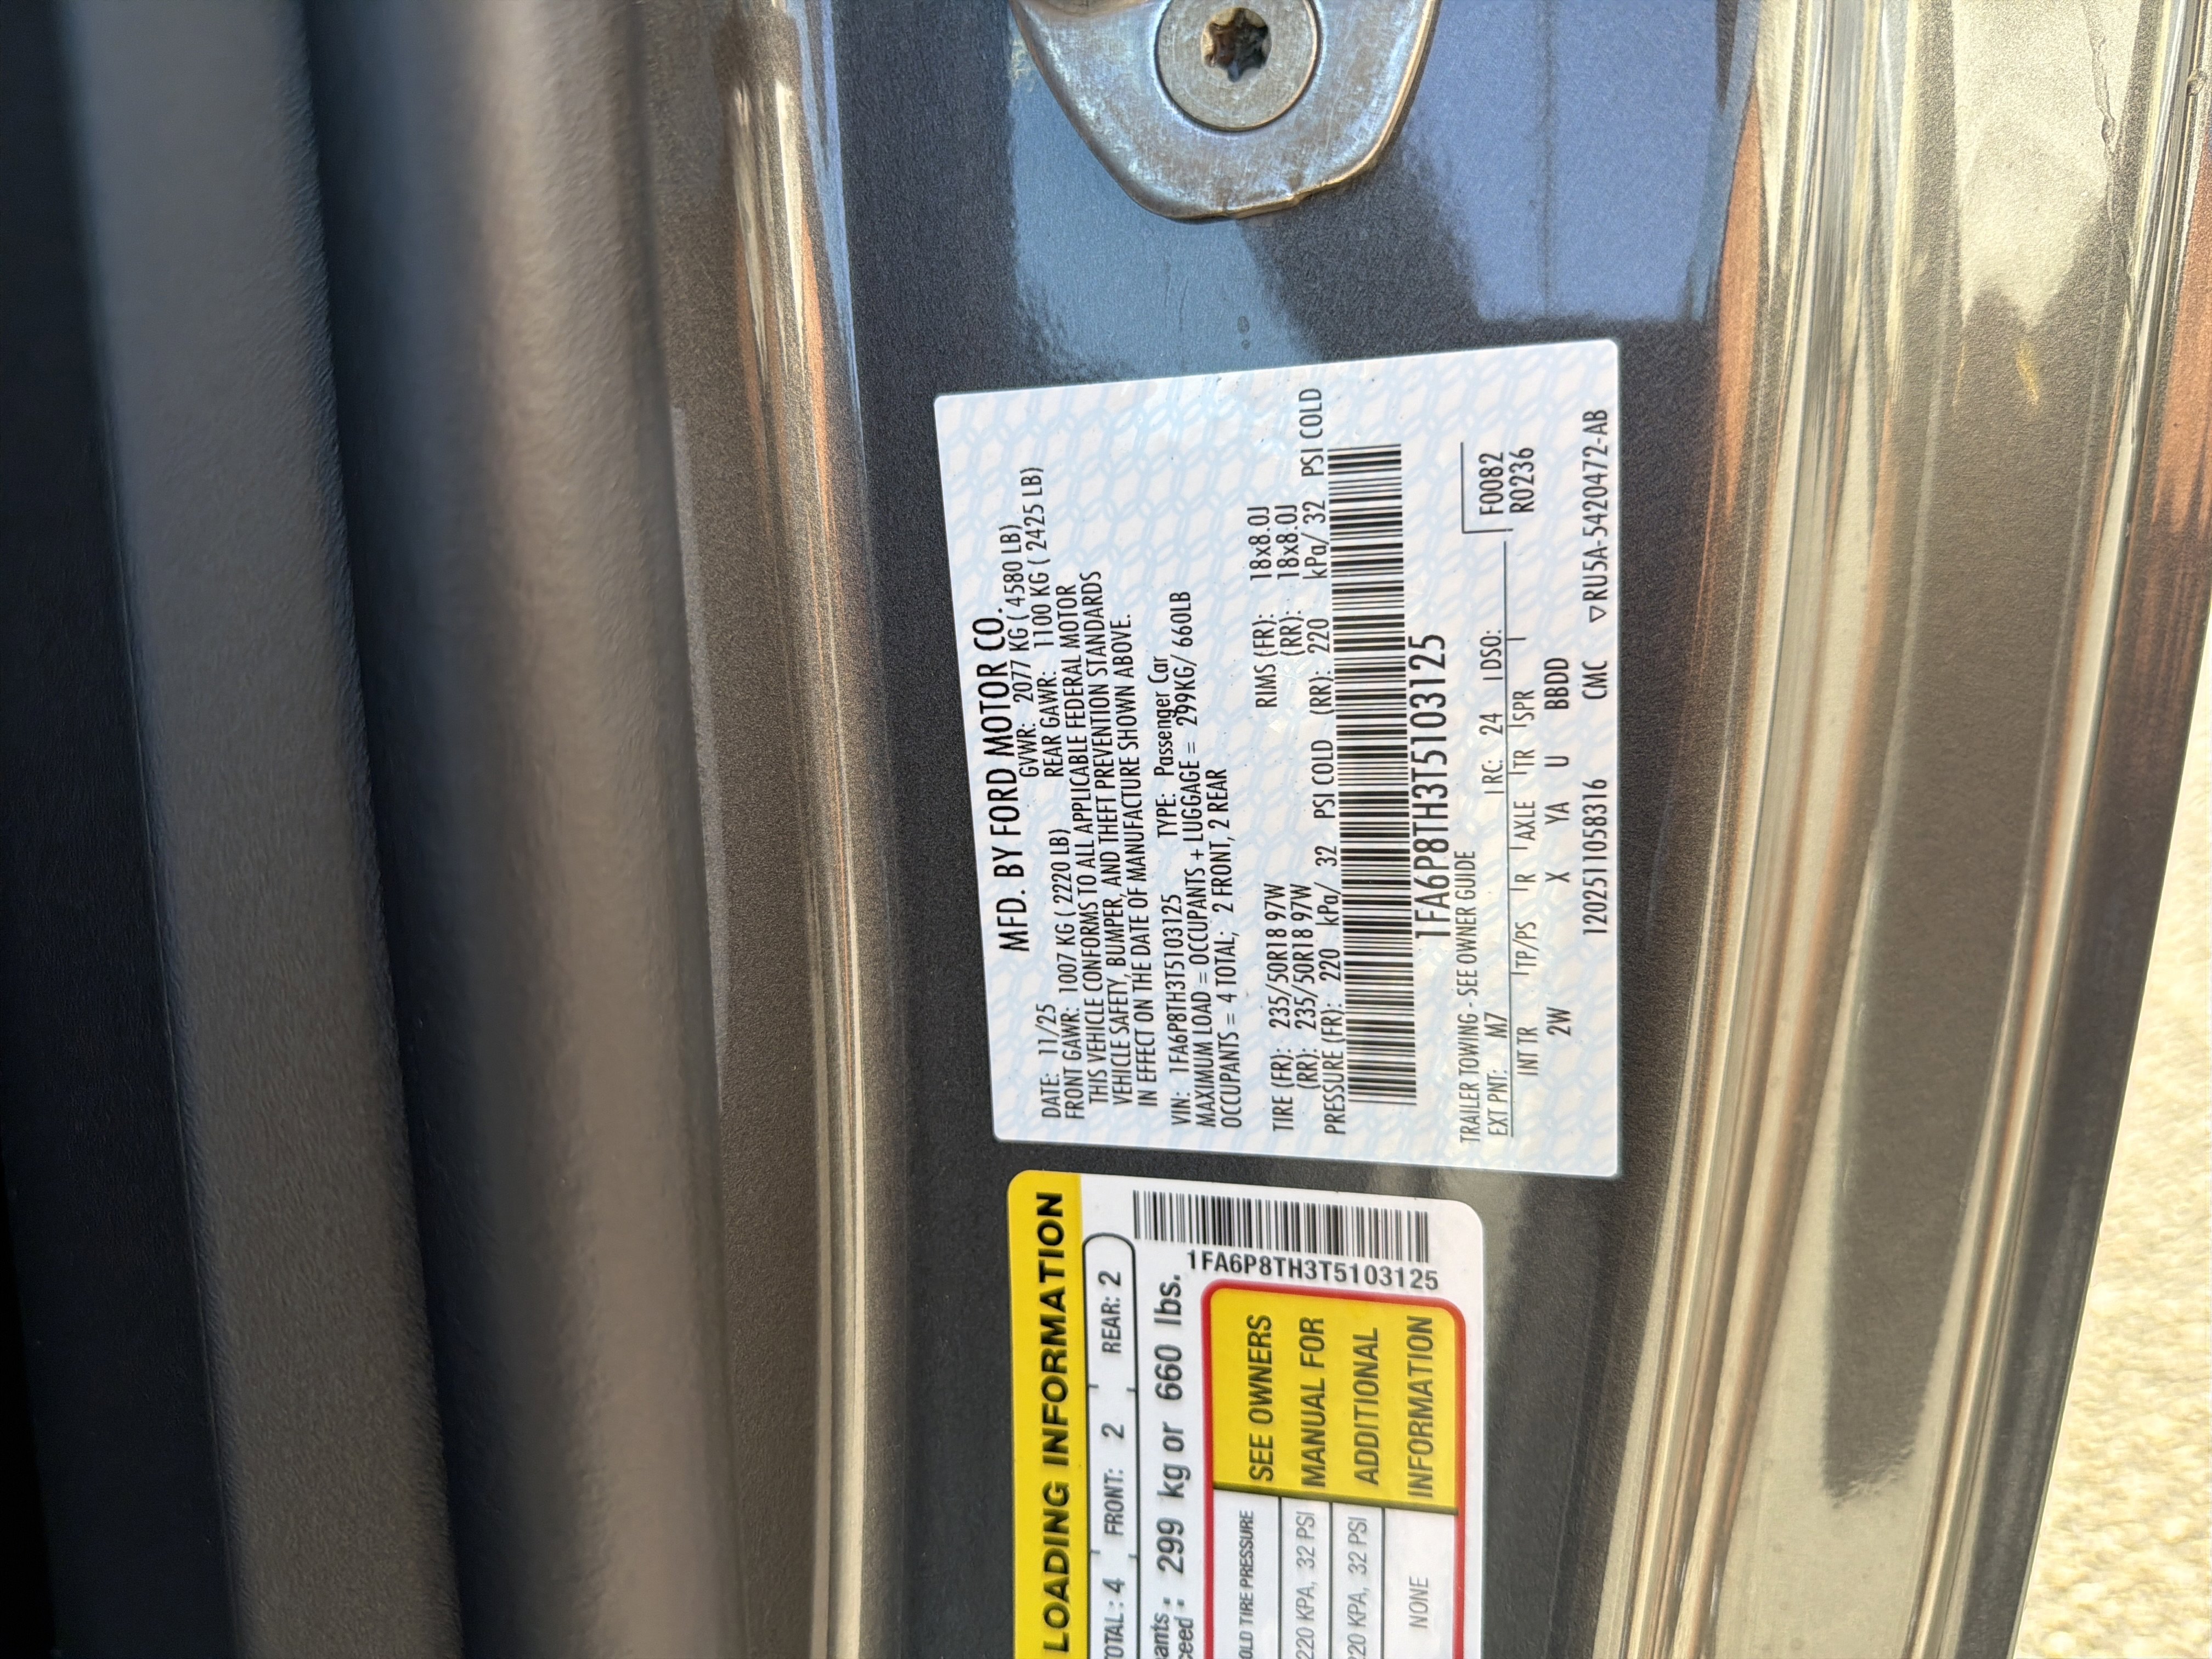 MFD. BY FORD MOTOR CO.
DATE: 11/25 GVWR: 2077 KG ( 4580 LB)
FRONT GAWR: 1007 KG ( 2220 LB) REAR GAWR: 1100 KG ( 2425 LB)
THIS VEHICLE CONFORMS TO ALL APPLICABLE FEDERAL MOTOR
VEHICLE SAFETY, BUMPER, AND THEFT PREVENTION STANDARDS
IN EFFECT ON THE DATE OF MANUFACTURE SHOWN ABOVE.
VIN: 1FA6P8TH3T5103125 TYPE: Passenger Car
MAXIMUM LOAD = OCCUPANTS + LUGGAGE = 299KG/ 660LB
OCCUPANTS = 4 TOTAL; 2 FRONT, 2 REAR
TIRE (FR): 235/50R18 97W RIMS (FR): 18x8.0J
(RR): 235/50R18 97W (RR): 18x8.0J
PRESSURE (FR): 220 kPa/ 32 PSI COLD (RR): 220 kPa/ 32 PSI COLD
1FA6P8TH3T5103125
TRAILER TOWING - SEE OWNER GUIDE
EXT PNT: M7 RC: 24 DSO: F0082
R0236
INT TR TP/PS R AXLE TR SPR
2W X YA U BBDD
1202511058316 CMC ▽RU5A-5420472-AB
LOADING INFORMATION
TOTAL: 4 FRONT: 2 REAR: 2
299 kg or 660 lbs.
1FA6P8TH3T5103125
COLD TIRE PRESSURE
220 KPA, 32 PSI
220 KPA, 32 PSI
NONE
SEE OWNERS
MANUAL FOR
ADDITIONAL
INFORMATION